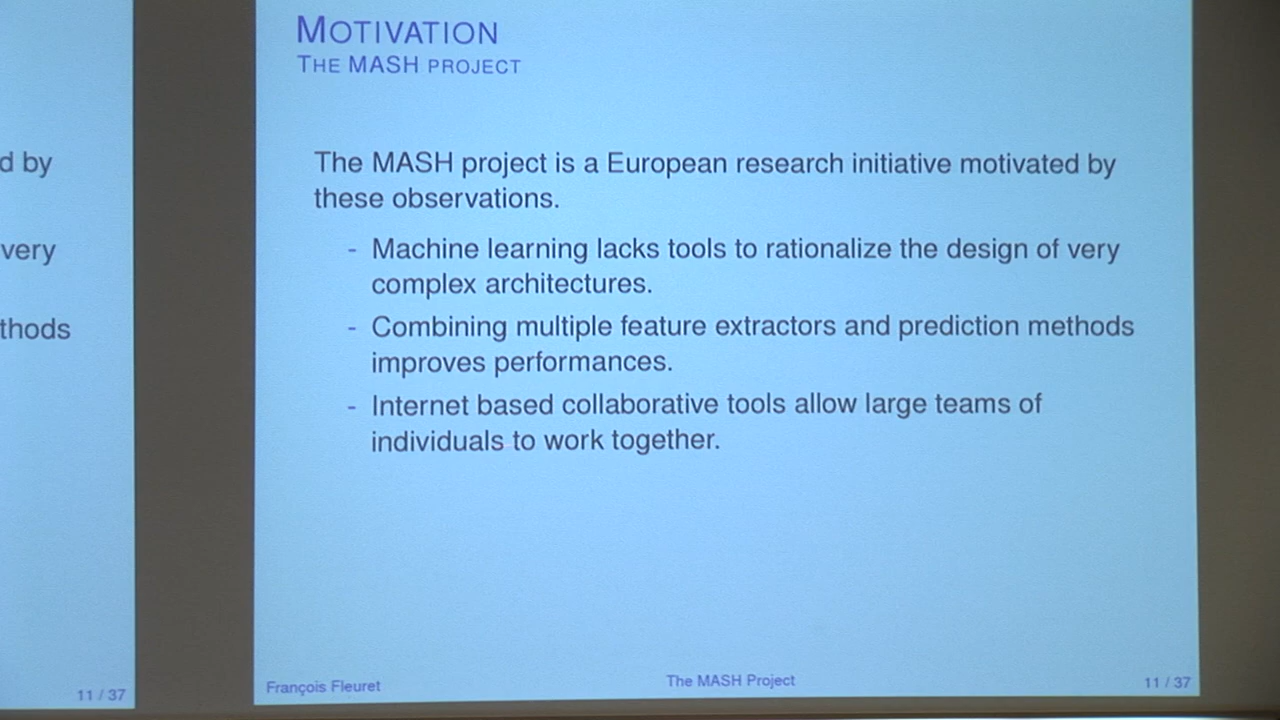 MOTIVATION
THE MASH PROJECT
d by
The MASH project is a European research initiative motivated by
these observations.
very
- Machine learning lacks tools to rationalize the design of very
complex architectures.
thods
- Combining multiple feature extractors and prediction methods
improves performances.
- Internet based collaborative tools allow large teams of
individuals to work together.
11 / 37
François Fleuret
The MASH Project
11 / 37